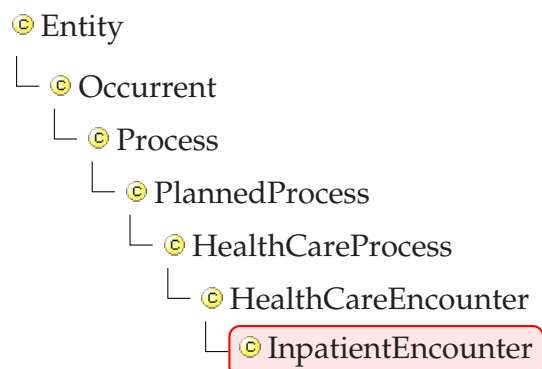 © Entity
© Occurrent
© Process
© PlannedProcess
© HealthCareProcess
© HealthCareEncounter
© InpatientEncounter